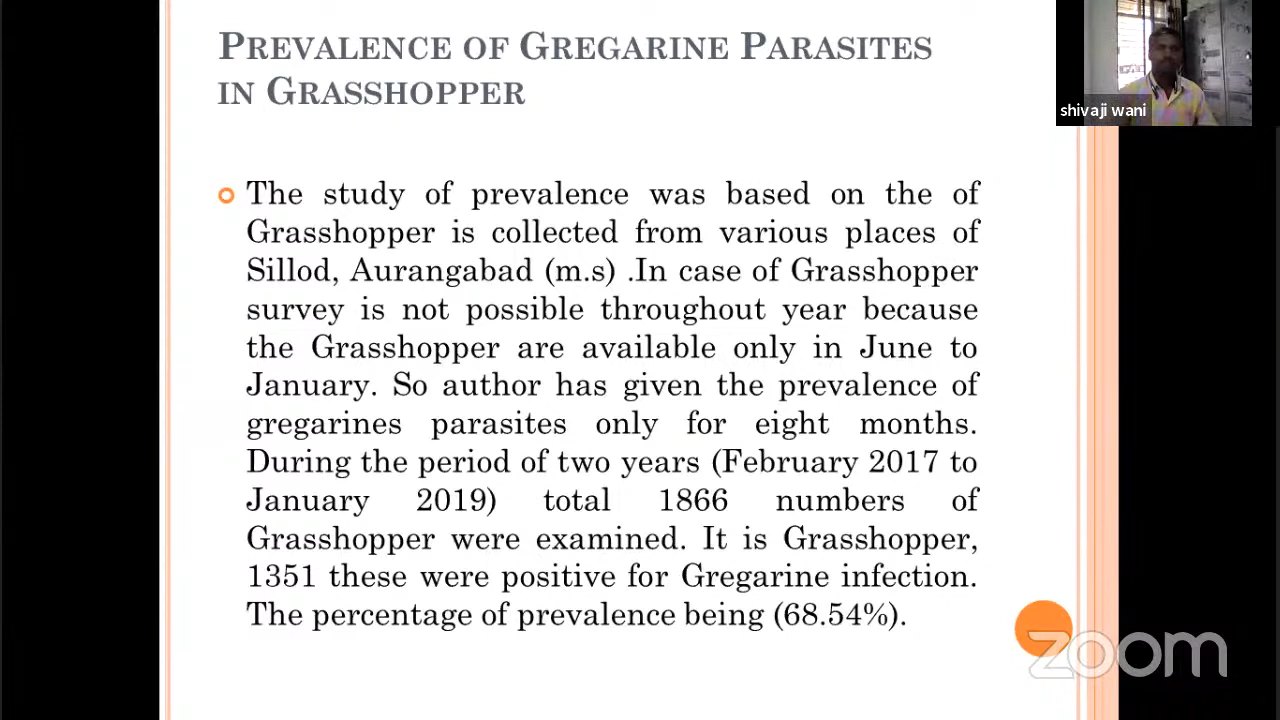 PREVALENCE OF GREGARINE PARASITES
IN GRASSHOPPER
shivaji wani
The study of prevalence was based on the of
Grasshopper is collected from various places of
Sillod, Aurangabad (m.s) .In case of Grasshopper
survey is not possible throughout year because
the Grasshopper are available only in June to
January. So author has given the prevalence of
gregarines parasites only for eight months.
During the period of two years (February 2017 to
January 2019) total 1866 numbers of
Grasshopper were examined. It is Grasshopper,
1351 these were positive for Gregarine infection.
The percentage of prevalence being (68.54%).
zoom